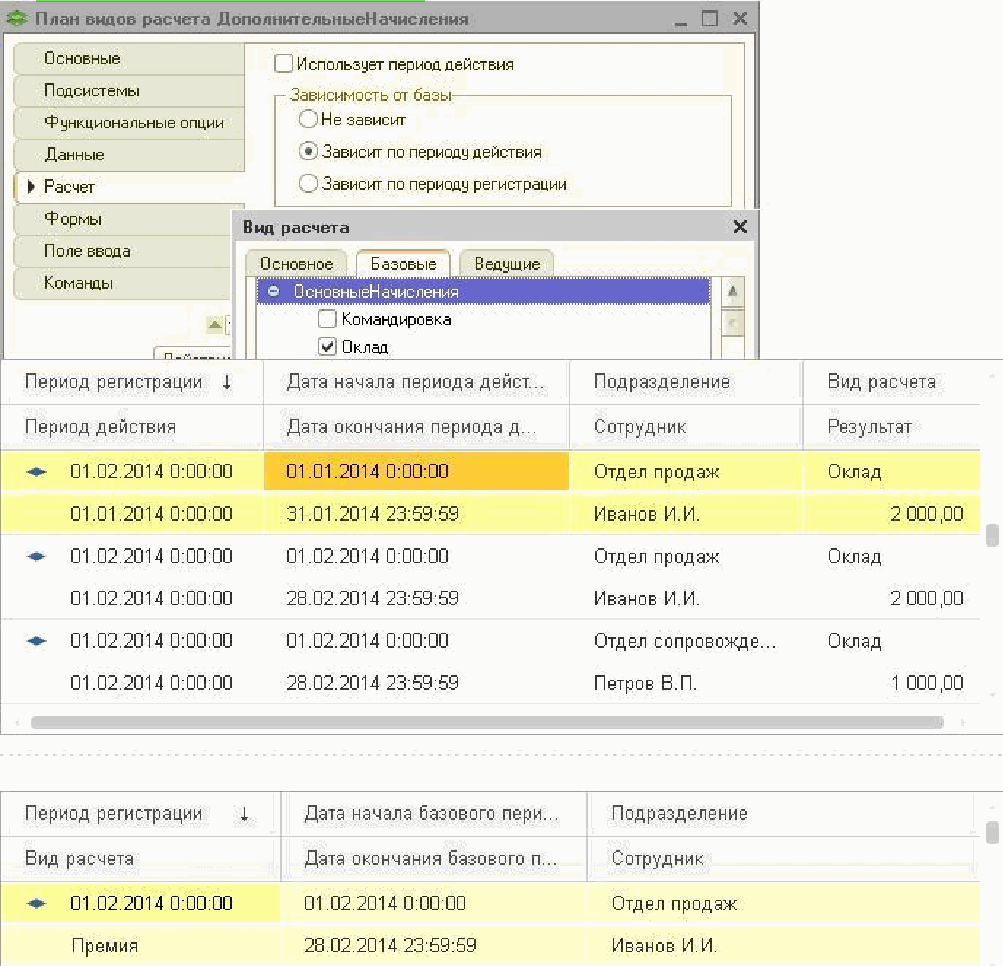 План видов расчета ДополнительныеНачисления
Основные
Подсистемы
Функциональные опции
Данные
Расчет
Формы
Поле ввода
Команды
Использует период действия
Зависимость от базы
Не зависит
Зависит по периоду действия
Зависит по периоду регистрации
Вид расчета
Основное Базовые Ведущие
ОсновныеНачисления
Командировка
Оклад
Период регистрации ↓ Дата начала периода дейст... Подразделение Вид расчета
Период действия Дата окончания периода д... Сотрудник Результат
01.02.2014 0:00:00 01.01.2014 0:00:00 Отдел продаж Оклад
01.01.2014 0:00:00 31.01.2014 23:59:59 Иванов И.И. 2 000,00
01.02.2014 0:00:00 01.02.2014 0:00:00 Отдел продаж Оклад
01.02.2014 0:00:00 28.02.2014 23:59:59 Иванов И.И. 2 000,00
01.02.2014 0:00:00 01.02.2014 0:00:00 Отдел сопровожде... Оклад
01.02.2014 0:00:00 28.02.2014 23:59:59 Петров В.П. 1 000,00
Период регистрации ↓ Дата начала базового пери... Подразделение
Вид расчета Дата окончания базового п... Сотрудник
01.02.2014 0:00:00 01.02.2014 0:00:00 Отдел продаж
Премия 28.02.2014 23:59:59 Иванов И.И.